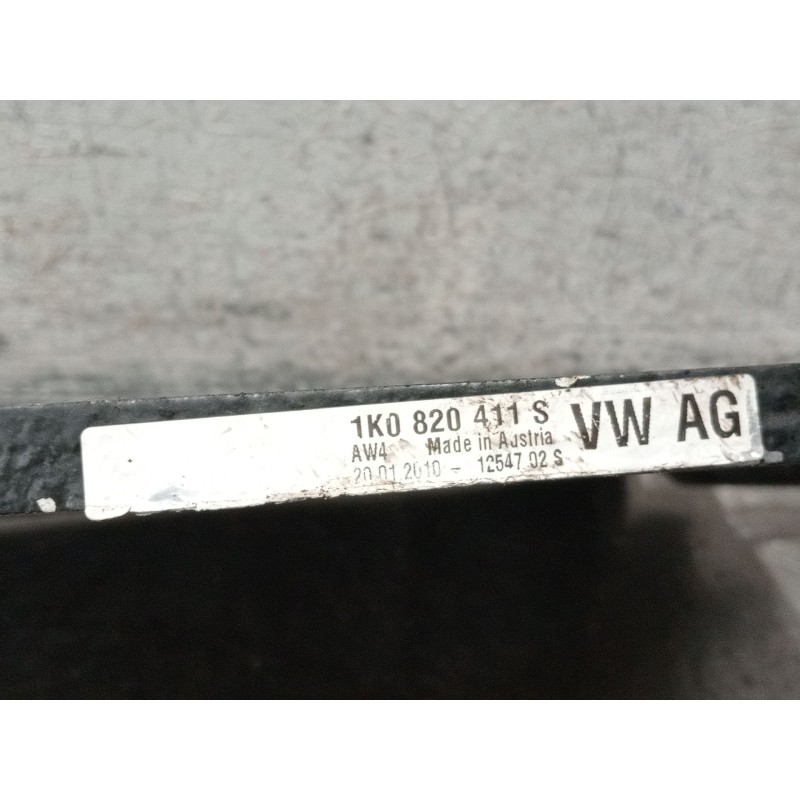 1K0 820 411 S VW AG
AW4 Made in Austria
20.01.2010 - 12547 02 S